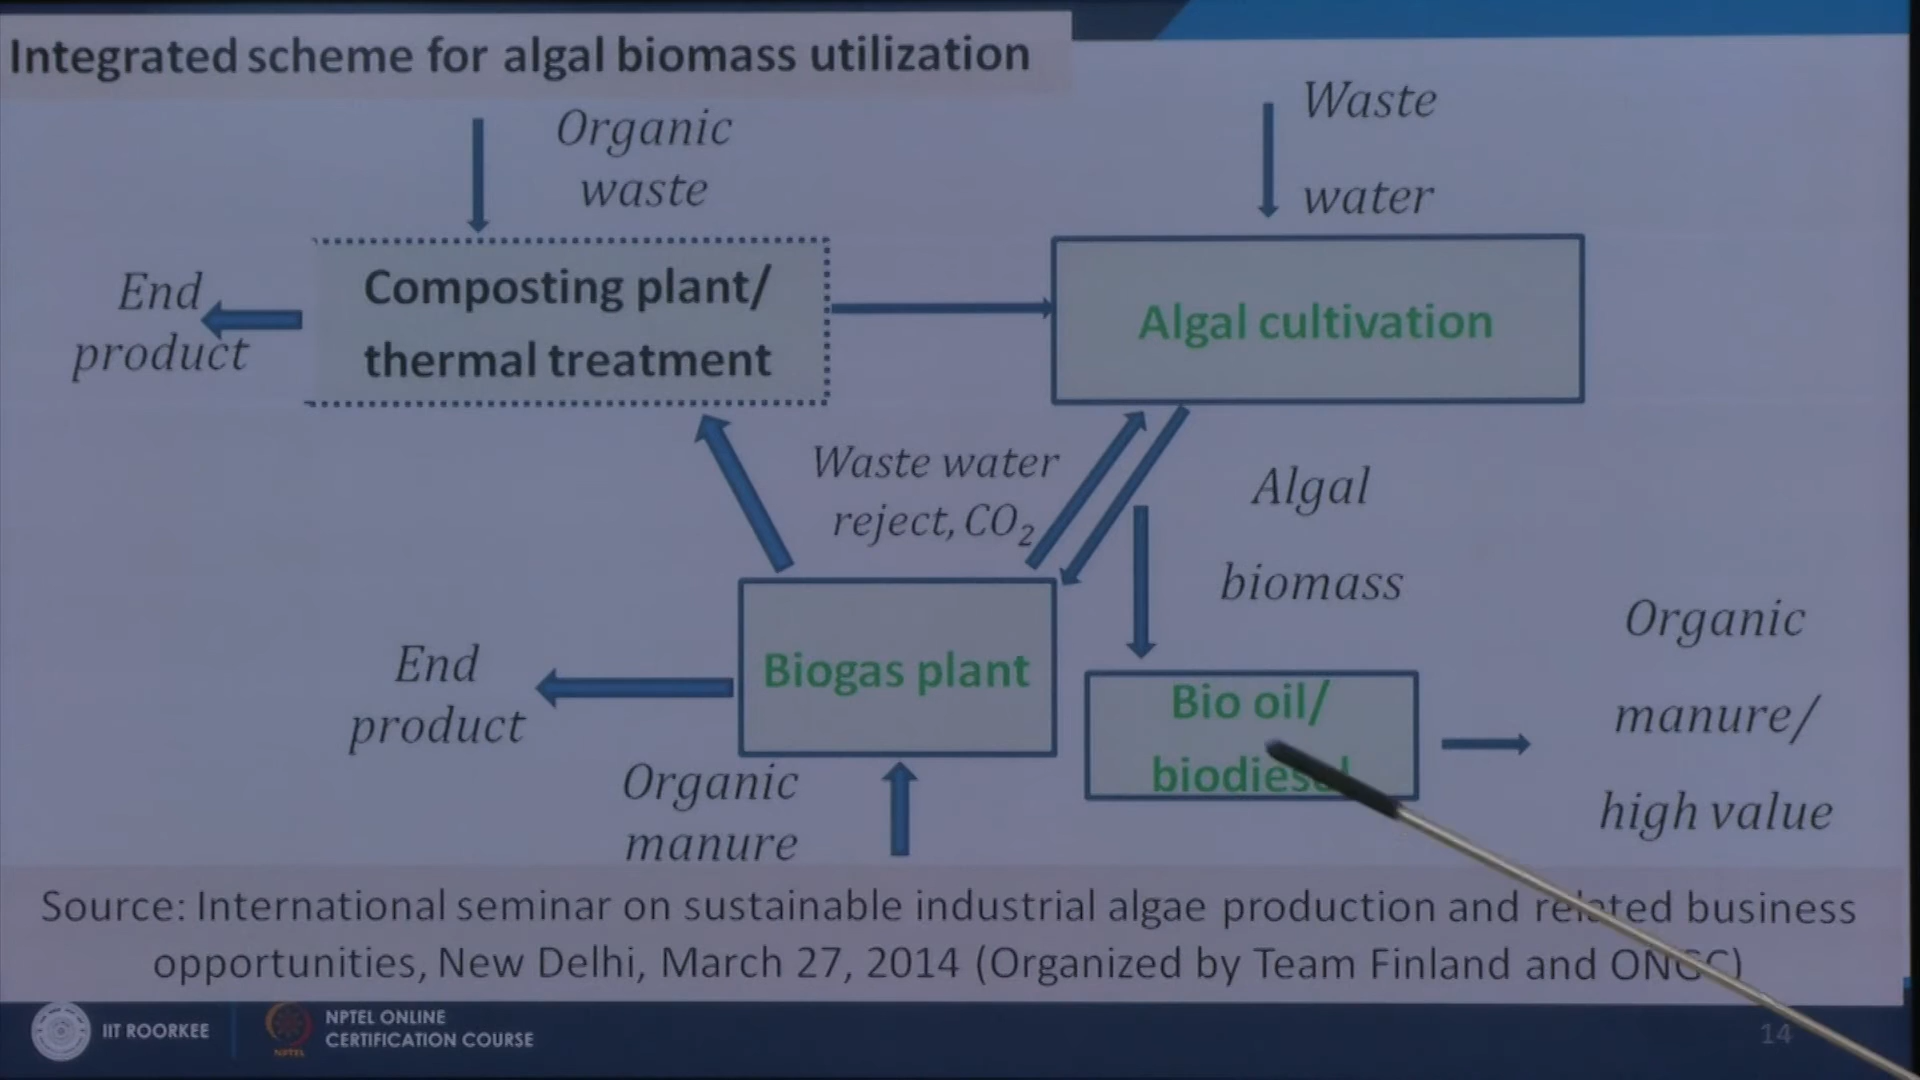 Integrated scheme for algal biomass utilization
Organic
waste
Waste
water
End
product
Composting plant/
thermal treatment
Algal cultivation
Waste water
reject, CO₂
Algal
biomass
End
product
Biogas plant
Bio oil/
biodiesel
Organic
manure/
high value
Organic
manure
Source: International seminar on sustainable industrial algae production and related business
opportunities, New Delhi, March 27, 2014 (Organized by Team Finland and ONGC)
IIT ROORKEE
NPTEL
NPTEL ONLINE
CERTIFICATION COURSE
14